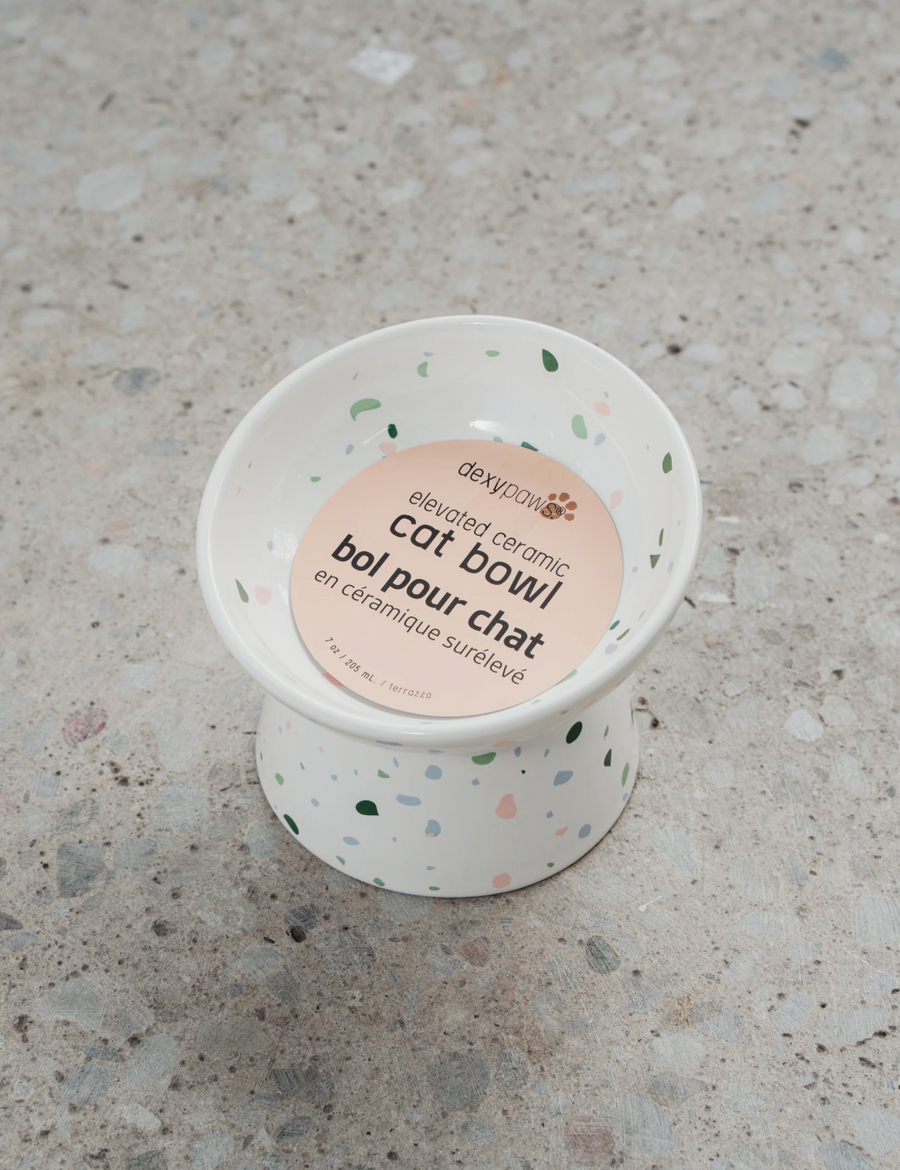 dexypaws®
elevated ceramic
cat bowl
bol pour chat
en céramique surélevé
7 oz / 205 mL. / terrazzo